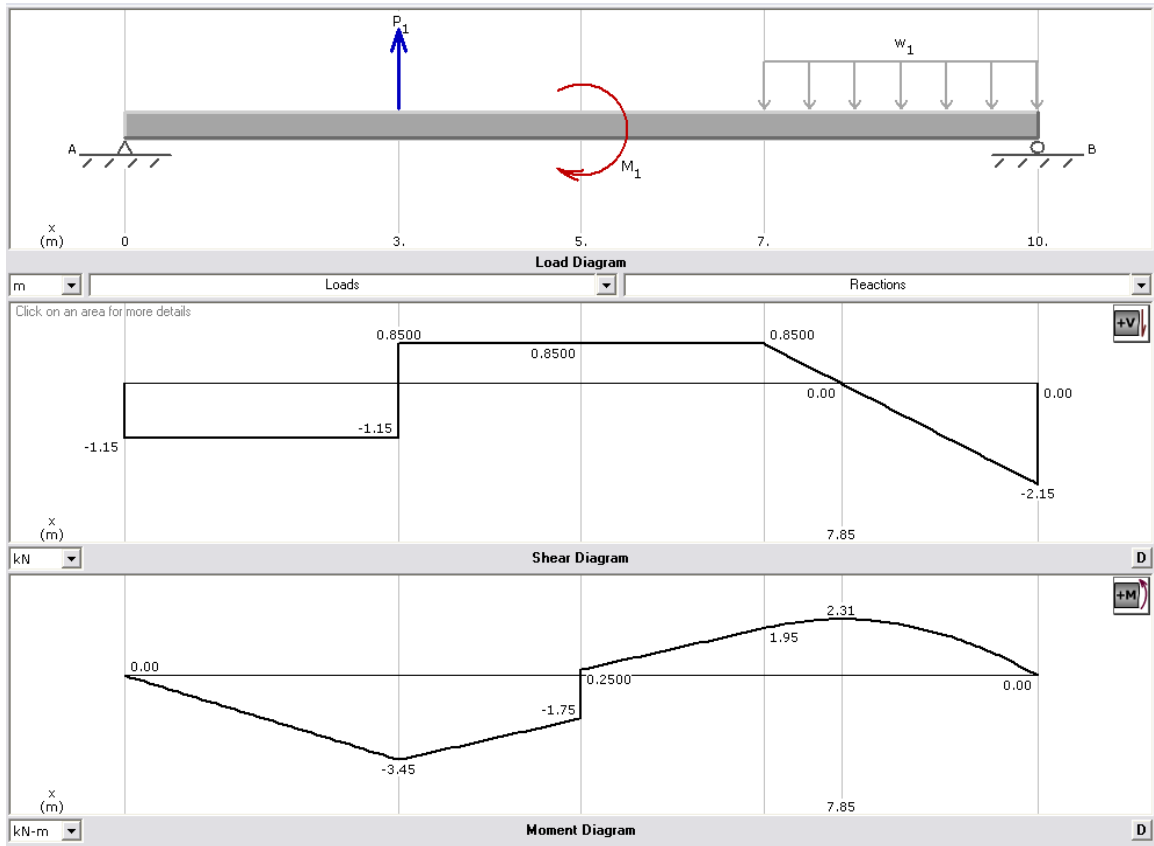 P1
w1
A
B
M1
x
(m)
0
3.
5.
7.
10.
Load Diagram
m
Loads
Reactions
Click on an area for more details
+V
0.8500
0.8500
0.8500
0.00
0.00
-1.15
-1.15
-2.15
x
(m)
7.85
kN
Shear Diagram
D
+M
2.31
0.00
1.95
0.2500
0.00
-1.75
-3.45
x
(m)
7.85
kN-m
Moment Diagram
D